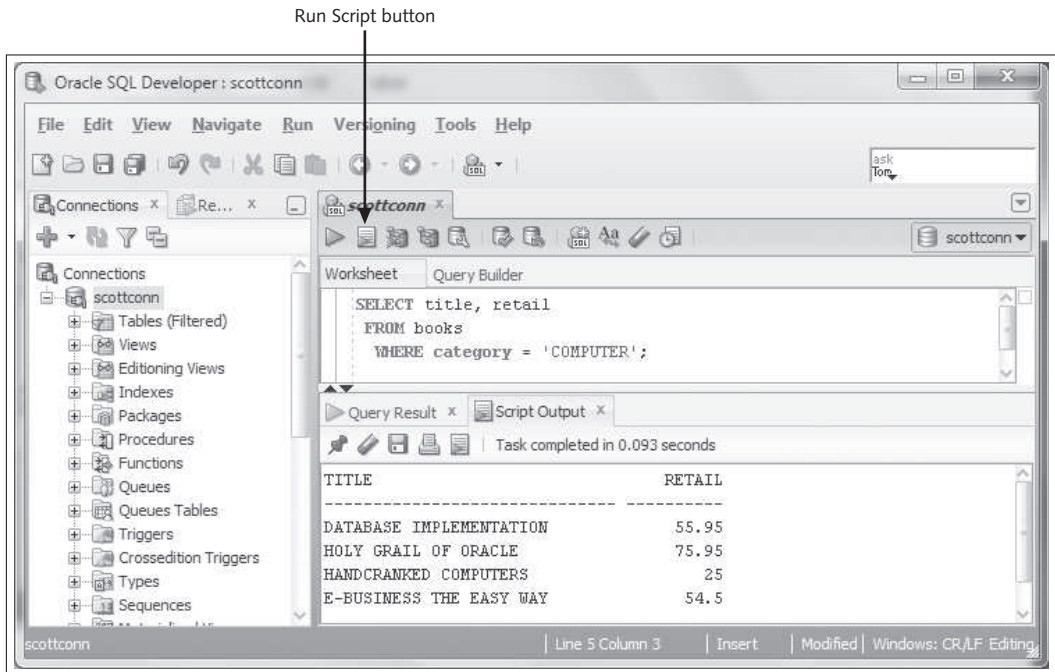 Run Script button
Oracle SQL Developer : scottconn
File Edit View Navigate Run Versioning Tools Help
SQL
ask
Tom
Connections x Re... x
scottconn x
SQL
SQL Aa
scottconn
Connections
scottconn
Tables (Filtered)
Views
Editioning Views
Indexes
Packages
Procedures
Functions
Queues
Queues Tables
Triggers
Crossedition Triggers
Types
Sequences
Worksheet Query Builder
SELECT title, retail
FROM books
WHERE category = 'COMPUTER';
Query Result x Script Output x
Task completed in 0.093 seconds
TITLE RETAIL
------------------------------ ----------
DATABASE IMPLEMENTATION 55.95
HOLY GRAIL OF ORACLE 75.95
HANDCRANKED COMPUTERS 25
E-BUSINESS THE EASY WAY 54.5
scottconn Line 5 Column 3 Insert Modified Windows: CR/LF Editing